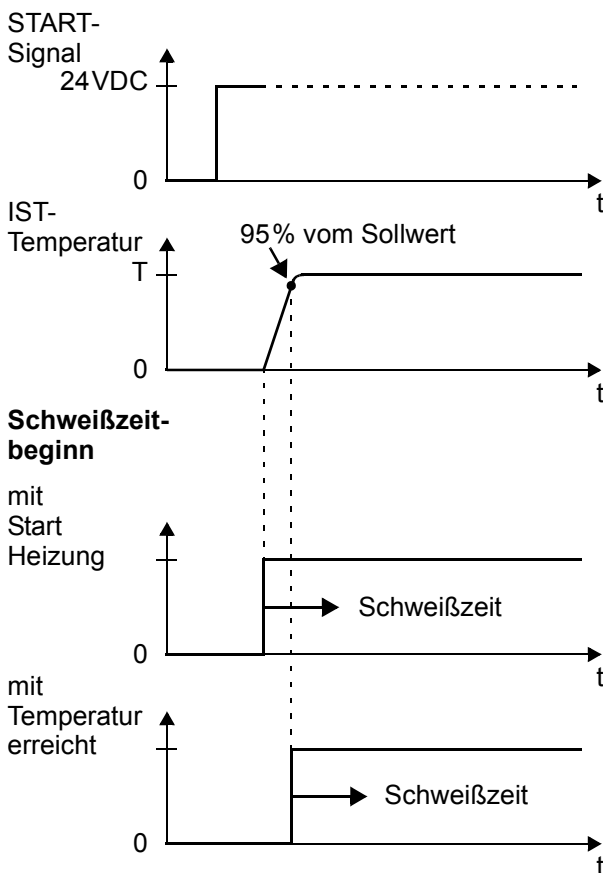 START-
Signal
24VDC
0
t
IST-
Temperatur
95% vom Sollwert
T
0
t
Schweißzeit-
beginn
mit
Start
Heizung
Schweißzeit
0
t
mit
Temperatur
erreicht
Schweißzeit
0
t